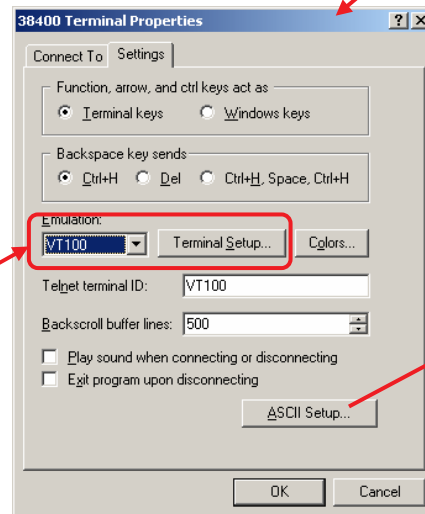 38400 Terminal Properties
Connect To Settings
Function, arrow, and ctrl keys act as
Terminal keys Windows keys
Backspace key sends
Ctrl+H Del Ctrl+H, Space, Ctrl+H
Emulation:
VT100 Terminal Setup... Colors...
Telnet terminal ID: VT100
Backscroll buffer lines: 500
Play sound when connecting or disconnecting
Exit program upon disconnecting
ASCII Setup...
OK Cancel